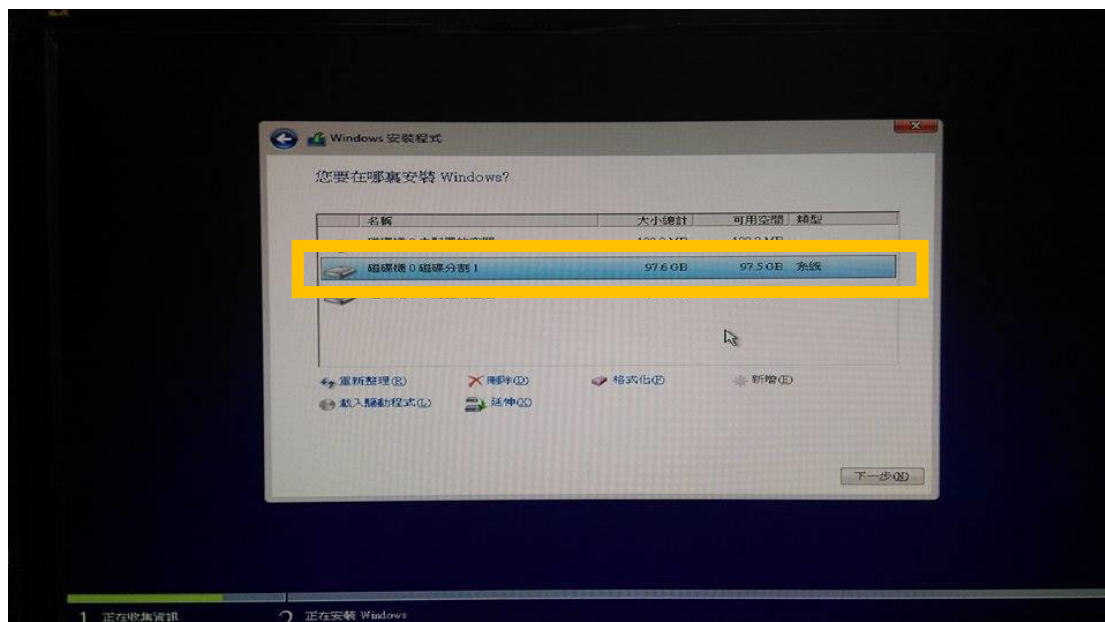 Windows 安裝程式
您要在哪裏安裝 Windows?
名稱 大小總計 可用空間 類型
磁碟機 0 磁碟分割 1 97.6 GB 97.5 GB 系統
重新整理(R) 刪除(D) 格式化(F) 新增(E)
載入驅動程式(L) 延伸(X)
下一步(N)
1 正在收集資訊 2 正在安裝 Windows